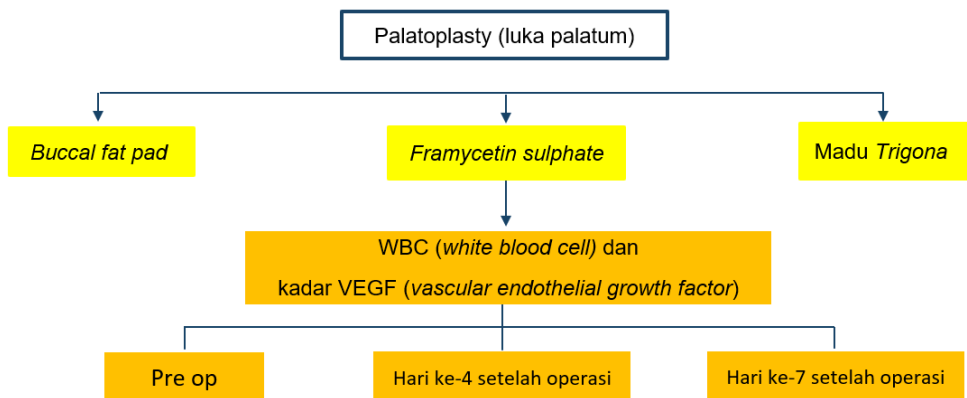 Palatoplasty (luka palatum)
Buccal fat pad
Framycetin sulphate
Madu Trigona
WBC (white blood cell) dan
kadar VEGF (vascular endothelial growth factor)
Pre op
Hari ke-4 setelah operasi
Hari ke-7 setelah operasi